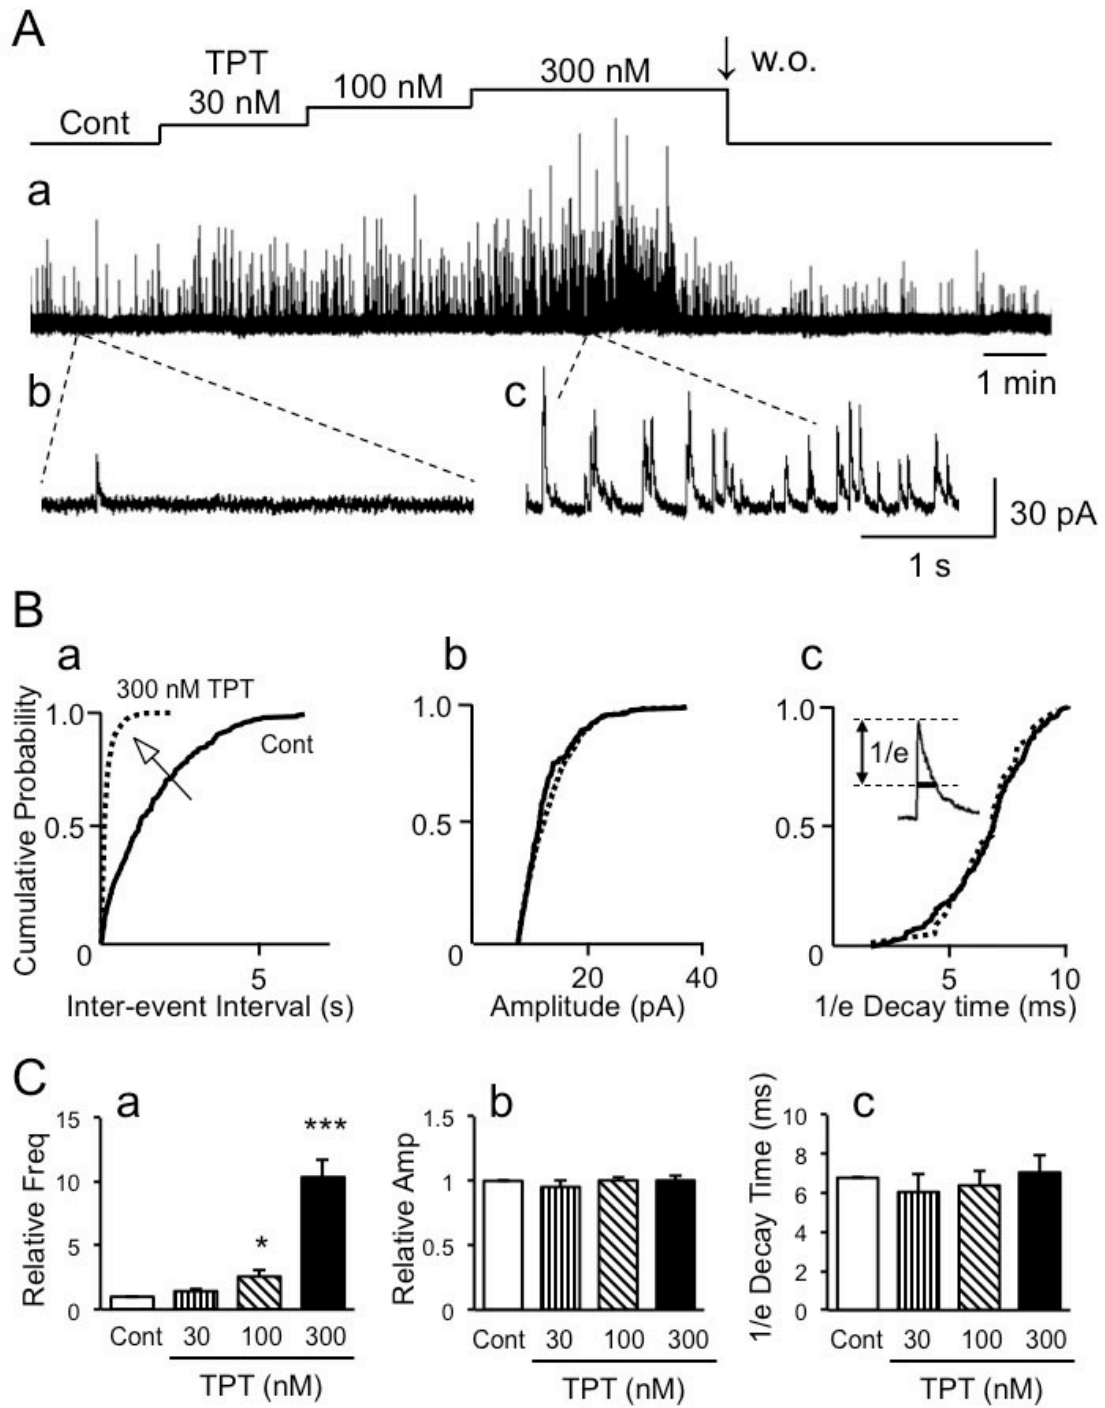 A
TPT
30 nM
100 nM
300 nM
w.o.
Cont
a
1 min
b
c
30 pA
1 s
B
a
b
c
300 nM TPT
Cont
1.0
0.5
0
5
Cumulative Probability
Inter-event Interval (s)
1.0
0.5
0
20
40
Amplitude (pA)
1/e
1.0
0.5
0
5
10
1/e Decay time (ms)
C
a
b
c
15
10
5
0
Relative Freq
*
***
Cont
30
100
300
TPT (nM)
1.5
1
0.5
0
Relative Amp
Cont
30
100
300
TPT (nM)
10
8
6
4
2
0
1/e Decay Time (ms)
Cont
30
100
300
TPT (nM)